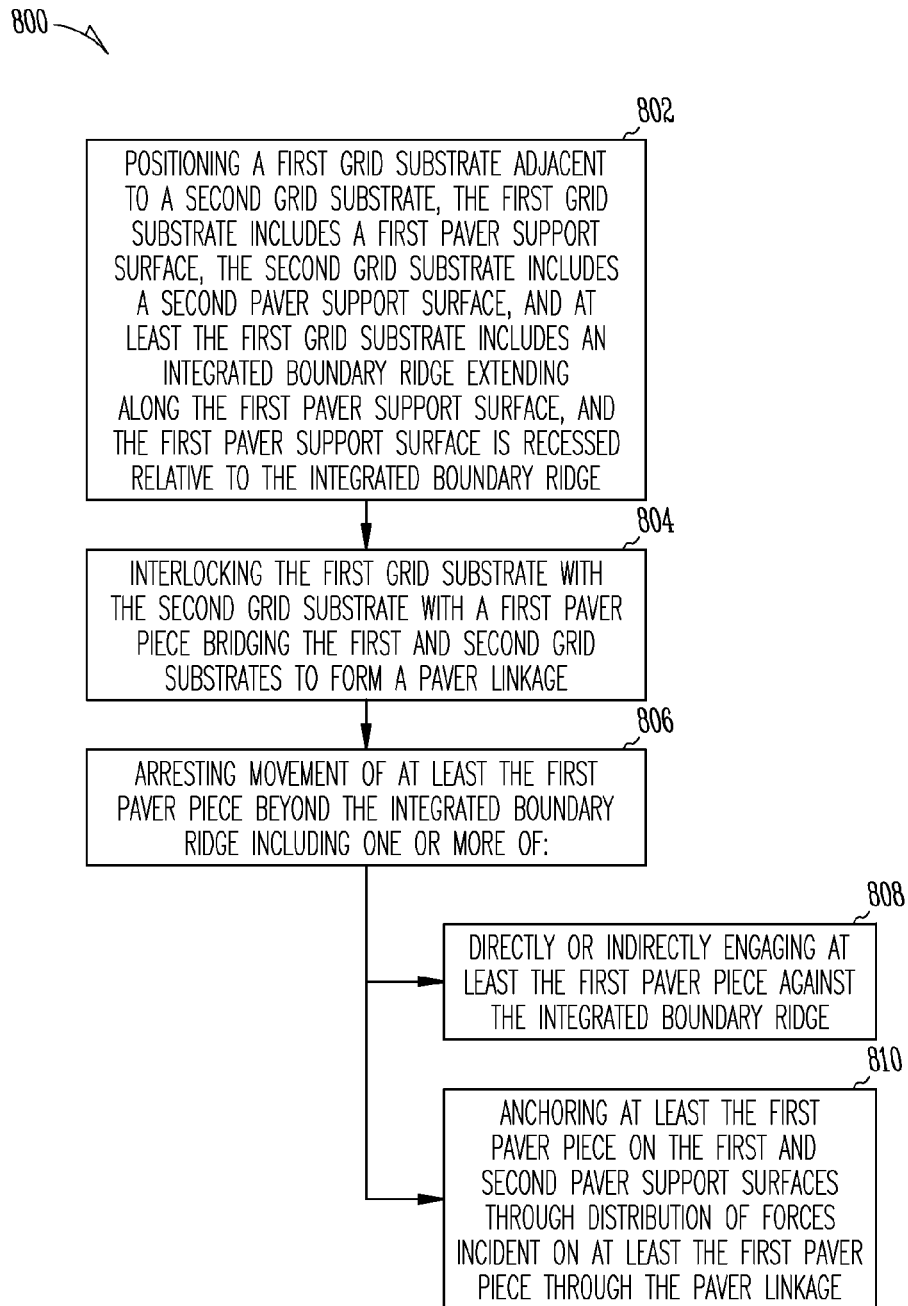 800
802
POSITIONING A FIRST GRID SUBSTRATE ADJACENT
TO A SECOND GRID SUBSTRATE, THE FIRST GRID
SUBSTRATE INCLUDES A FIRST PAVER SUPPORT
SURFACE, THE SECOND GRID SUBSTRATE INCLUDES
A SECOND PAVER SUPPORT SURFACE, AND AT
LEAST THE FIRST GRID SUBSTRATE INCLUDES AN
INTEGRATED BOUNDARY RIDGE EXTENDING
ALONG THE FIRST PAVER SUPPORT SURFACE, AND
THE FIRST PAVER SUPPORT SURFACE IS RECESSED
RELATIVE TO THE INTEGRATED BOUNDARY RIDGE
804
INTERLOCKING THE FIRST GRID SUBSTRATE WITH
THE SECOND GRID SUBSTRATE WITH A FIRST PAVER
PIECE BRIDGING THE FIRST AND SECOND GRID
SUBSTRATES TO FORM A PAVER LINKAGE
806
ARRESTING MOVEMENT OF AT LEAST THE FIRST
PAVER PIECE BEYOND THE INTEGRATED BOUNDARY
RIDGE INCLUDING ONE OR MORE OF:
808
DIRECTLY OR INDIRECTLY ENGAGING AT
LEAST THE FIRST PAVER PIECE AGAINST
THE INTEGRATED BOUNDARY RIDGE
810
ANCHORING AT LEAST THE FIRST
PAVER PIECE ON THE FIRST AND
SECOND PAVER SUPPORT SURFACES
THROUGH DISTRIBUTION OF FORCES
INCIDENT ON AT LEAST THE FIRST PAVER
PIECE THROUGH THE PAVER LINKAGE